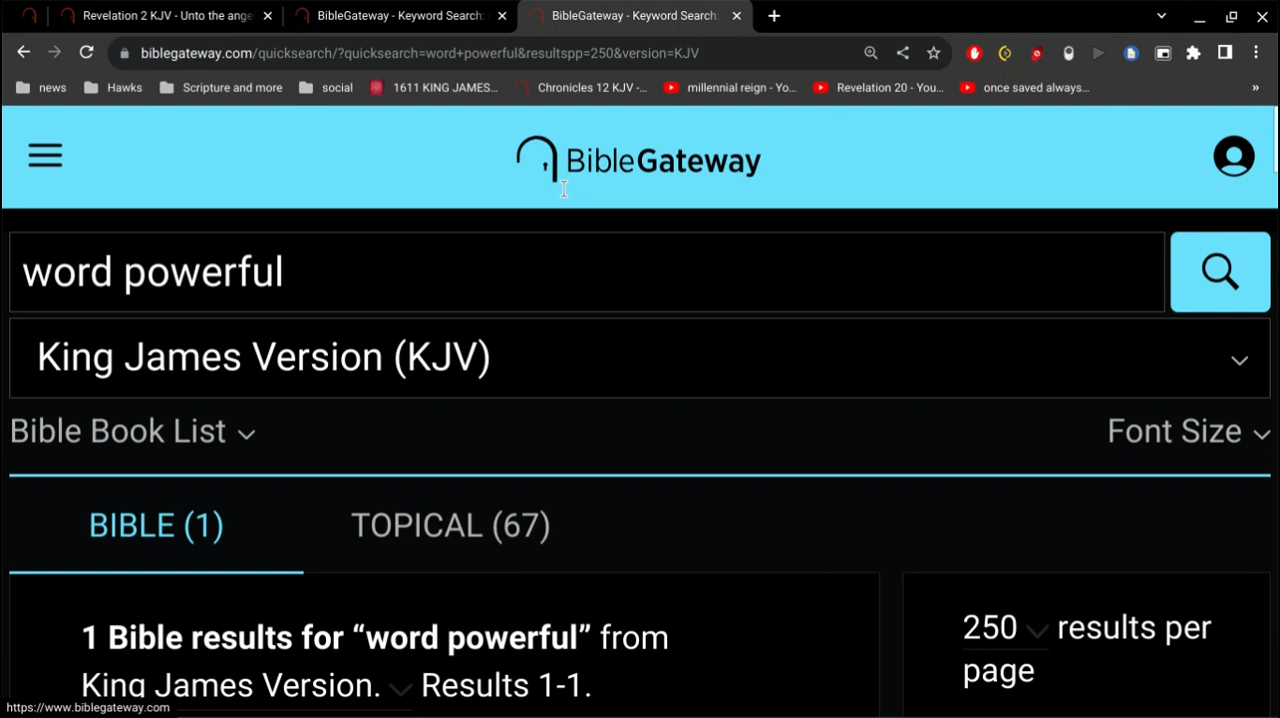 Revelation 2 KJV - Unto the ange
BibleGateway - Keyword Search:
BibleGateway - Keyword Search:
biblegateway.com/quicksearch/?quicksearch=word+powerful&resultspp=250&version=KJV
news
Hawks
Scripture and more
social
1611 KING JAMES...
Chronicles 12 KJV -...
millennial reign - Yo...
Revelation 20 - You...
once saved always...
»
BibleGateway
word powerful
King James Version (KJV)
Bible Book List
Font Size
BIBLE (1)
TOPICAL (67)
1 Bible results for “word powerful” from
King James Version. Results 1-1.
250 results per
page
https://www.biblegateway.com